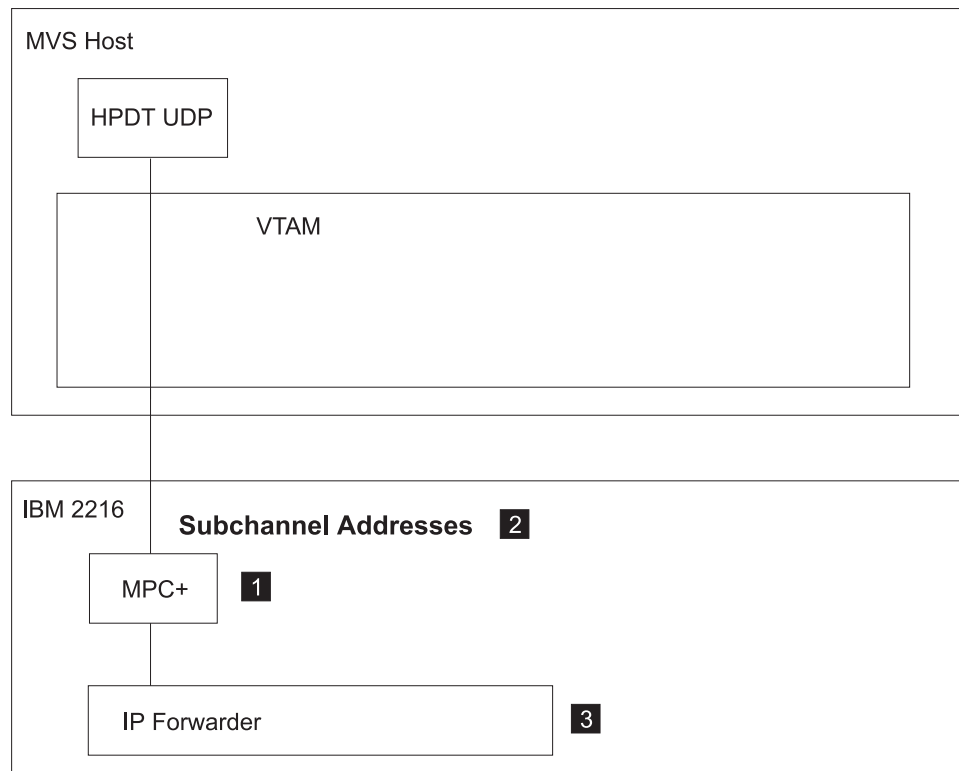 MVS Host
HPDT UDP
VTAM
IBM 2216
Subchannel Addresses 2
MPC+ 1
IP Forwarder 3